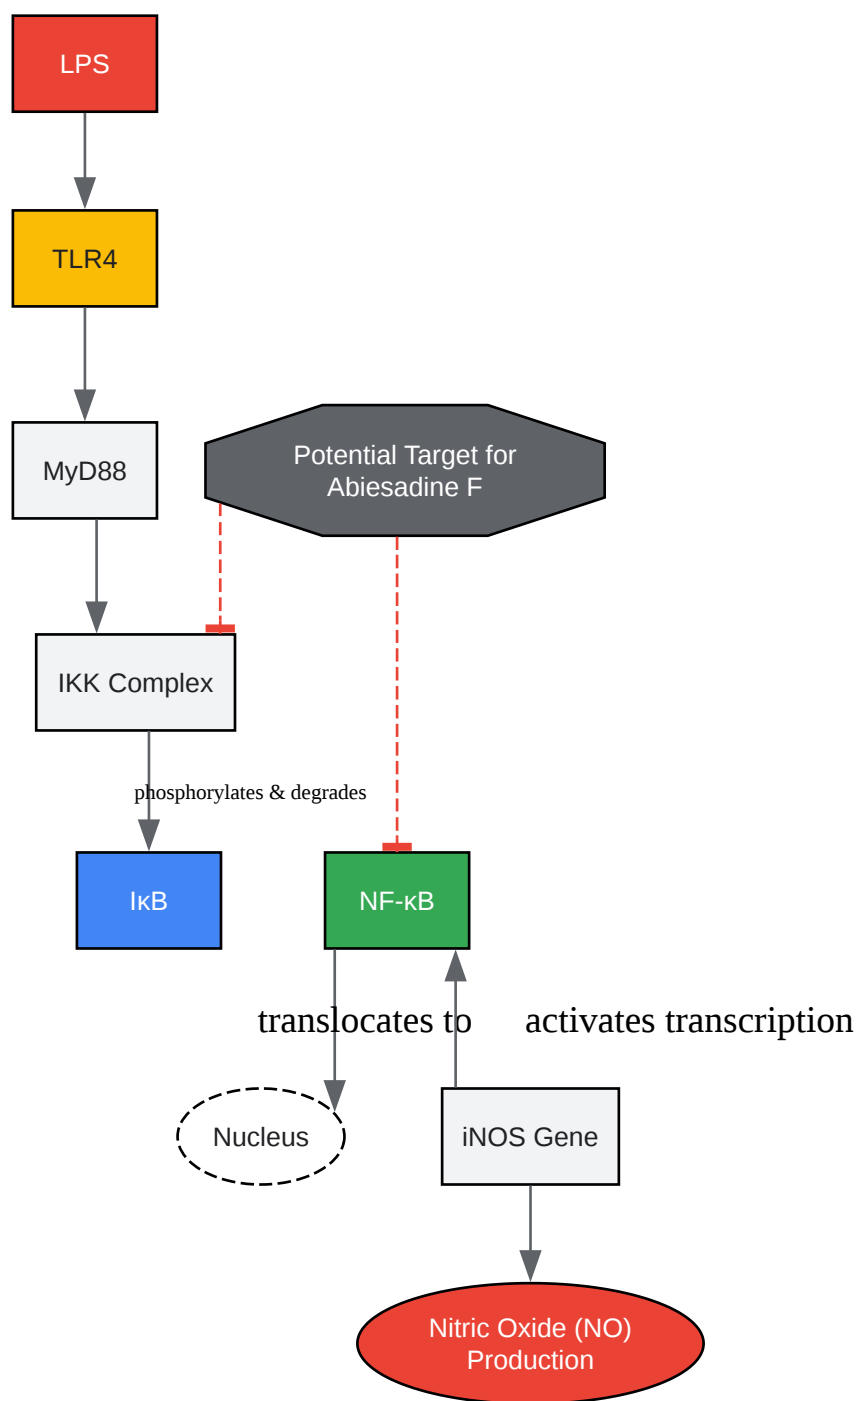 LPS
TLR4
MyD88
Potential Target for
Abiesadine F
IKK Complex
phosphorylates & degrades
IκB
NF-κB
translocates to
activates transcription
Nucleus
iNOS Gene
Nitric Oxide (NO)
Production